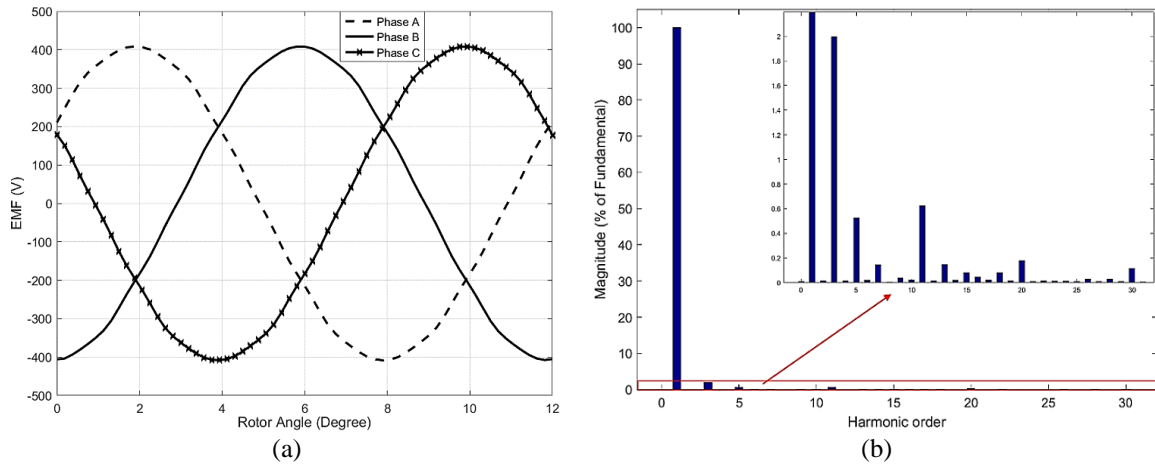 500
400
300
200
100
0
-100
-200
-300
-400
-500
EMF (V)
0 2 4 6 8 10 12
Rotor Angle (Degree)
Phase A
Phase B
Phase C
(a)
100
90
80
70
60
50
40
30
20
10
0
Magnitude (% of Fundamental)
0 5 10 15 20 25 30
Harmonic order
2
1.8
1.6
1.4
1.2
1
0.8
0.6
0.4
0.2
0
0 5 10 15 20 25 30
(b)